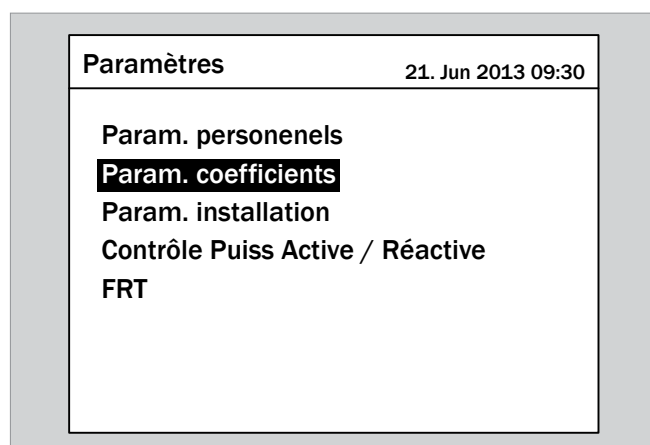 Paramètres
21. Jun 2013 09:30
Param. personenels
Param. coefficients
Param. installation
Contrôle Puiss Active / Réactive
FRT